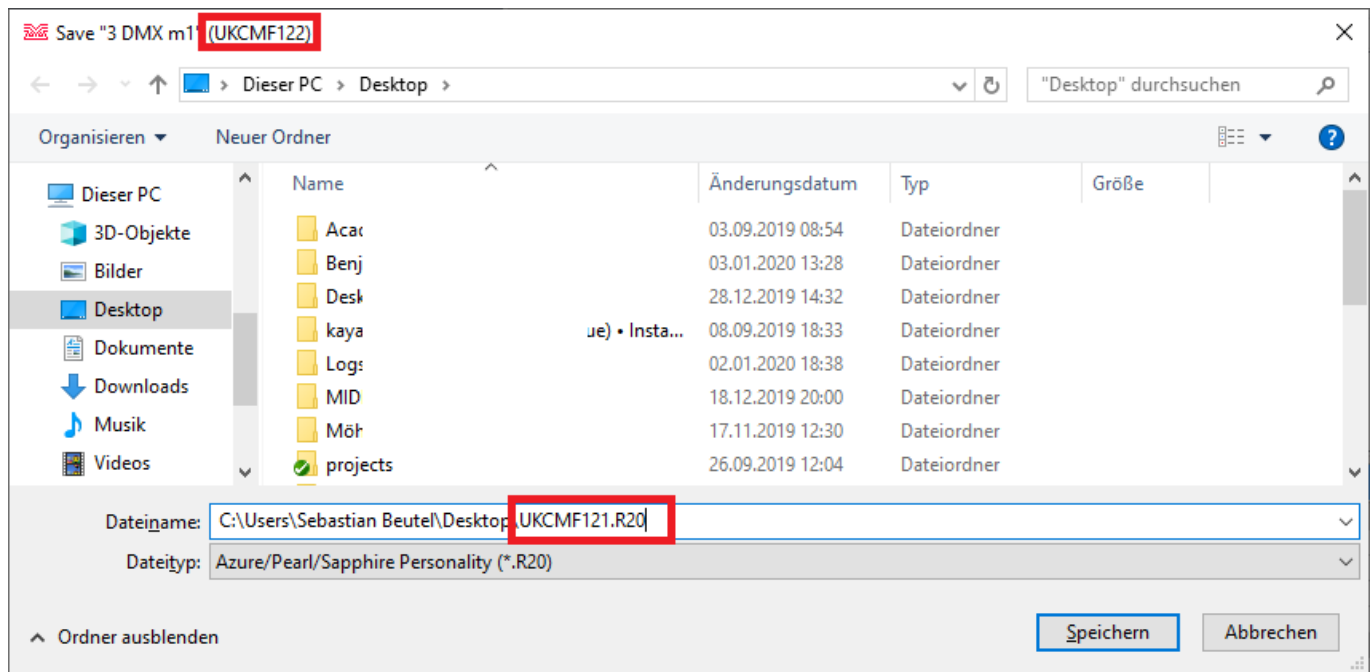 Save "3 DMX m1" (UKCMF122)
Dieser PC > Desktop >
"Desktop" durchsuchen
Organisieren
Neuer Ordner
Name Änderungsdatum Typ Größe
Dieser PC
3D-Objekte
Bilder
Desktop
Dokumente
Downloads
Musik
Videos
Acac 03.09.2019 08:54 Dateiordner
Benj 03.01.2020 13:28 Dateiordner
Desk 28.12.2019 14:32 Dateiordner
kaya ue) • Insta... 08.09.2019 18:33 Dateiordner
Logs 02.01.2020 18:38 Dateiordner
MID 18.12.2019 20:00 Dateiordner
Möh 17.11.2019 12:30 Dateiordner
projects 26.09.2019 12:04 Dateiordner
Dateiname: C:\Users\Sebastian Beutel\Desktop\UKCMF121.R20
Dateityp: Azure/Pearl/Sapphire Personality (*.R20)
Ordner ausblenden
Speichern
Abbrechen